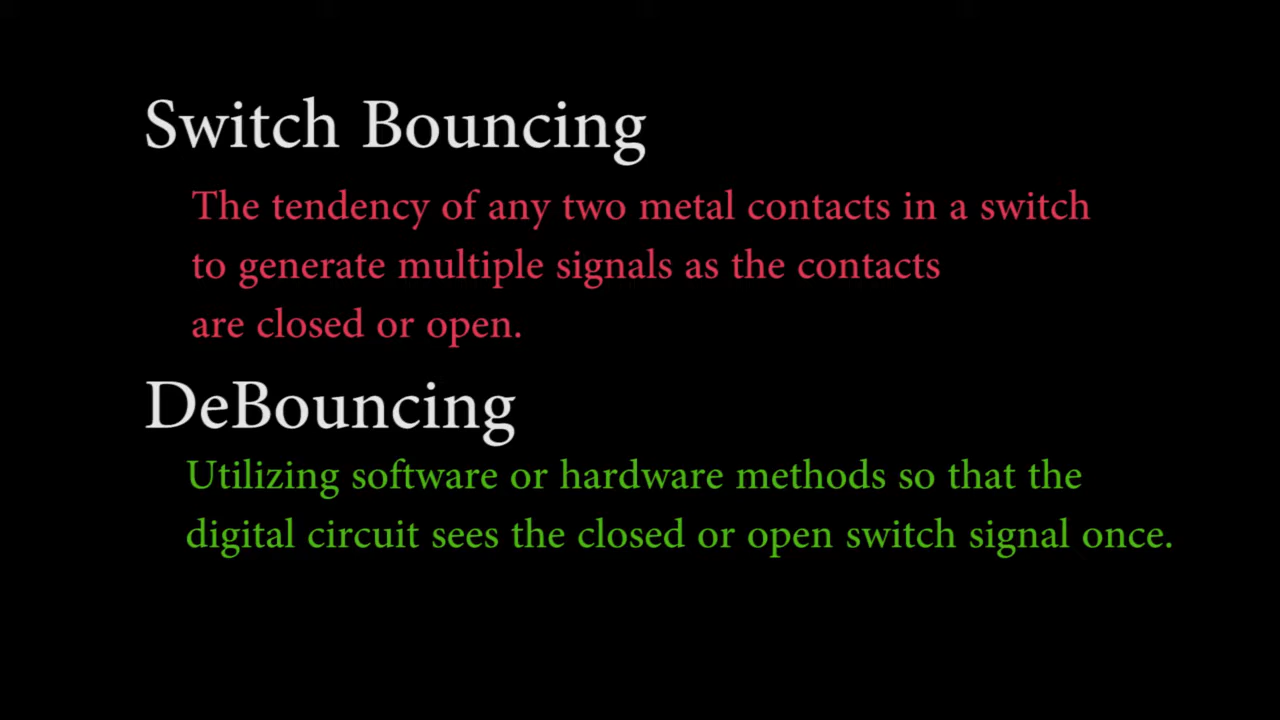 Switch Bouncing
The tendency of any two metal contacts in a switch
to generate multiple signals as the contacts
are closed or open.
DeBouncing
Utilizing software or hardware methods so that the
digital circuit sees the closed or open switch signal once.